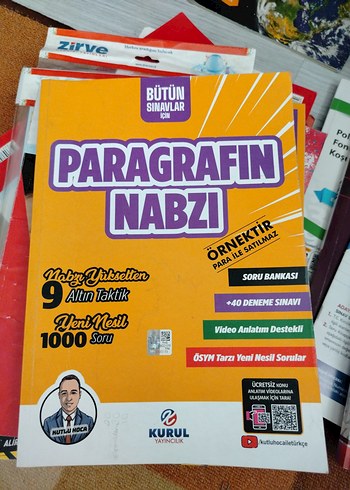 zirve
BÜTÜN
SINAVLAR
İÇİN
PARAGRAFIN
NABZI
ÖRNEKTİR
PARA İLE SATILMAZ
Nabzı Yükselten
9 Altın Taktik
Yeni Nesil
1000 Soru
SORU BANKASI
+40 DENEME SINAVI
Video Anlatım Destekli
ÖSYM Tarzı Yeni Nesil Sorular
ÜCRETSİZ KONU
ANLATIM VİDEOLARINA
ULAŞMAK İÇİN TARA!
KUTLU HOCA
KURUL
YAYINCILIK
/kutluhocailetürkçe